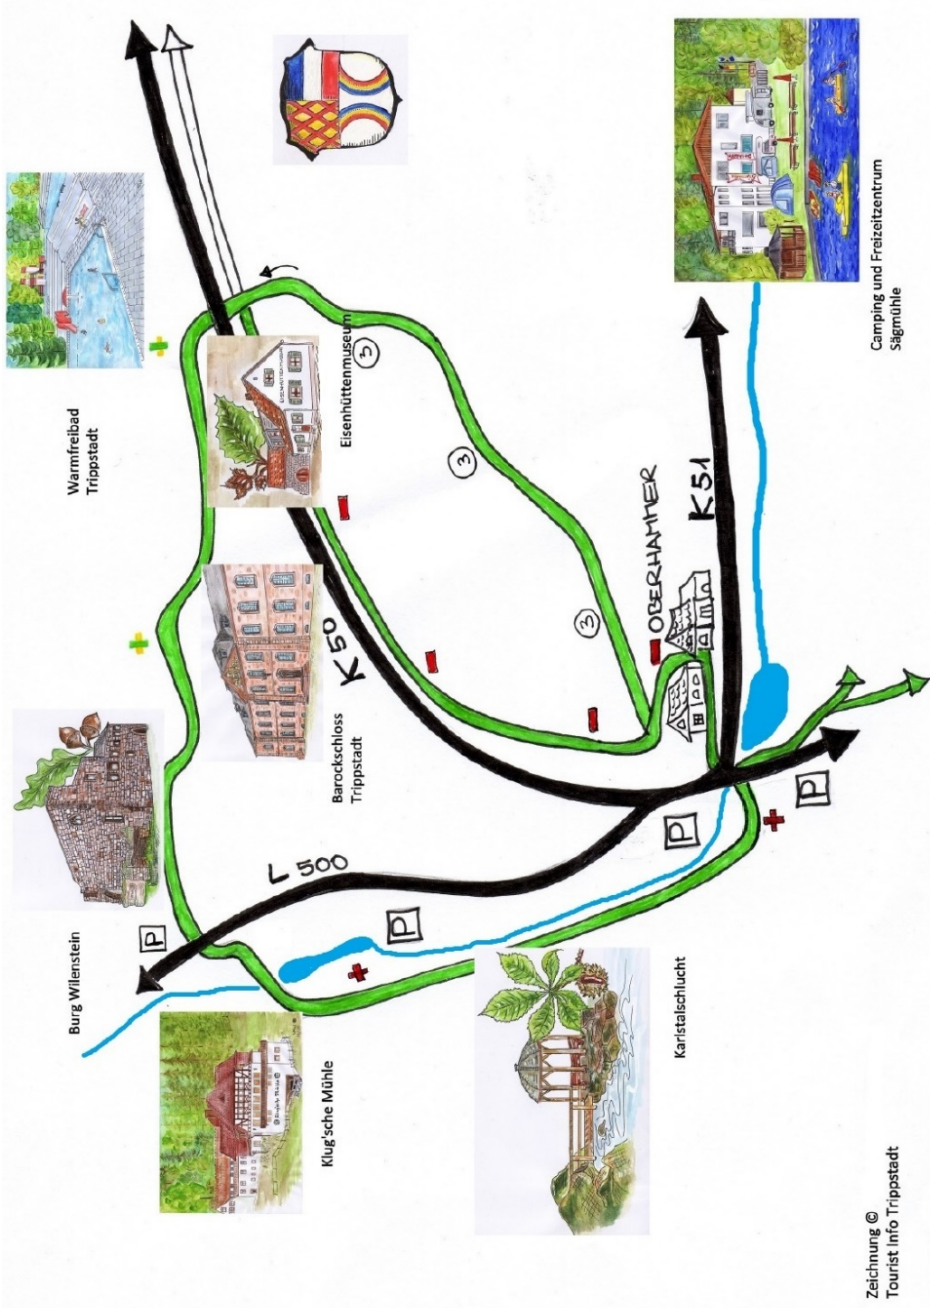 Burg Wilenstein
Warmfreibad
Trippstadt
P
L 500
Klug'sche Mühle
Barockschloss
Trippstadt
K50
Eisenhüttenmuseum
3
P
3
3
OBERHAMMER
Karlstalschlucht
P
K51
P
Camping und Freizeitzentrum
Sägmühle
Zeichnung ©
Tourist Info Trippstadt